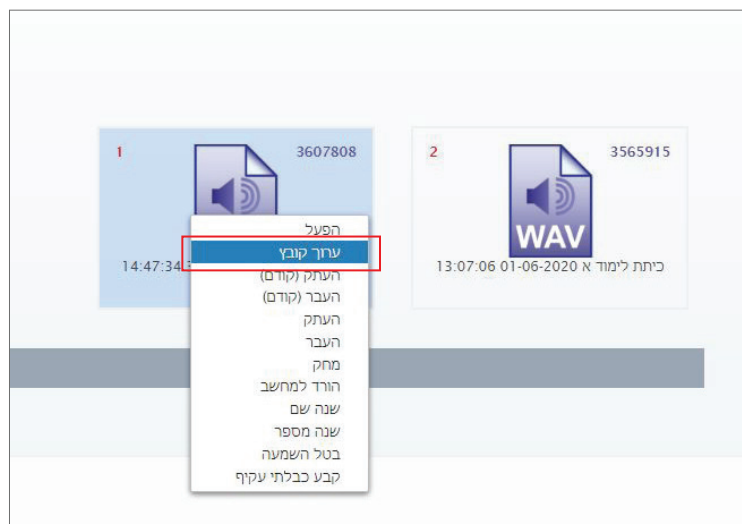 1
3607808
14:47:34
2
3565915
WAV
כיתת לימוד א 01-06-2020 13:07:06
הפעל
ערוך קובץ
העתק (קודם)
העבר (קודם)
העתק
העבר
מחק
הורד למחשב
שנה שם
שנה מספר
בטל השמעה
קבע כבלתי עקיף